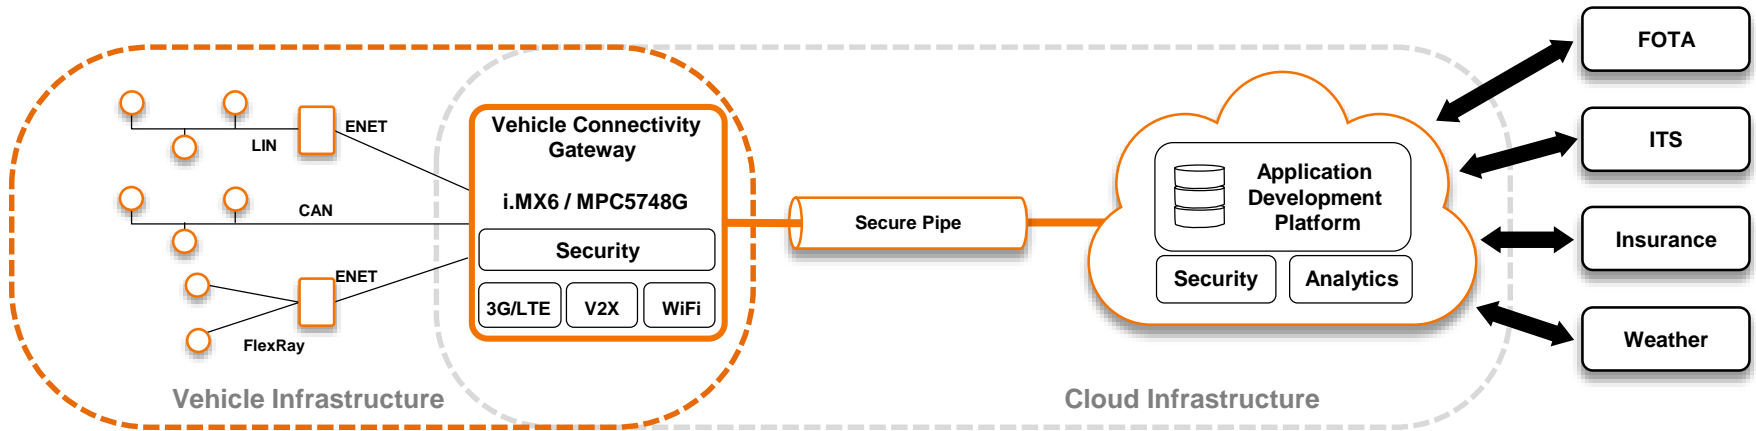 ENET
LIN
CAN
ENET
FlexRay
Vehicle Infrastructure
Vehicle Connectivity
Gateway
i.MX6 / MPC5748G
Security
3G/LTE
V2X
WiFi
Secure Pipe
Application
Development
Platform
Security
Analytics
Cloud Infrastructure
FOTA
ITS
Insurance
Weather